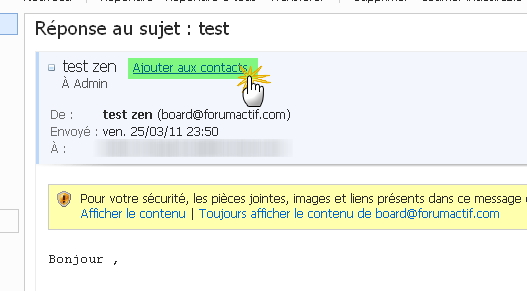 Réponse au sujet : test
test zen Ajouter aux contacts
À Admin
De : test zen (board@forumactif.com)
Envoyé : ven. 25/03/11 23:50
À :
Pour votre sécurité, les pièces jointes, images et liens présents dans ce message
Afficher le contenu | Toujours afficher le contenu de board@forumactif.com
Bonjour ,